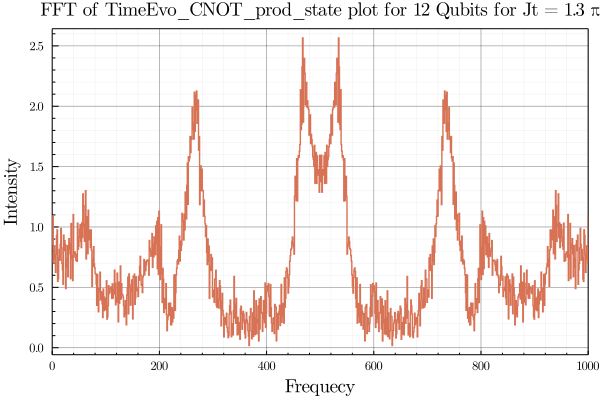 FFT of TimeEvo_CNOT_prod_state plot for 12 Qubits for Jt = 1.3 π
Intensity
2.5
2.0
1.5
1.0
0.5
0.0
0 200 400 600 800 1000
Frequecy